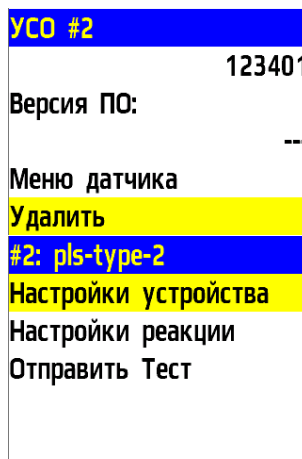 УСО #2
123401
Версия ПО:
--
Меню датчика
Удалить
#2: pls-type-2
Настройки устройства
Настройки реакции
Отправить Тест